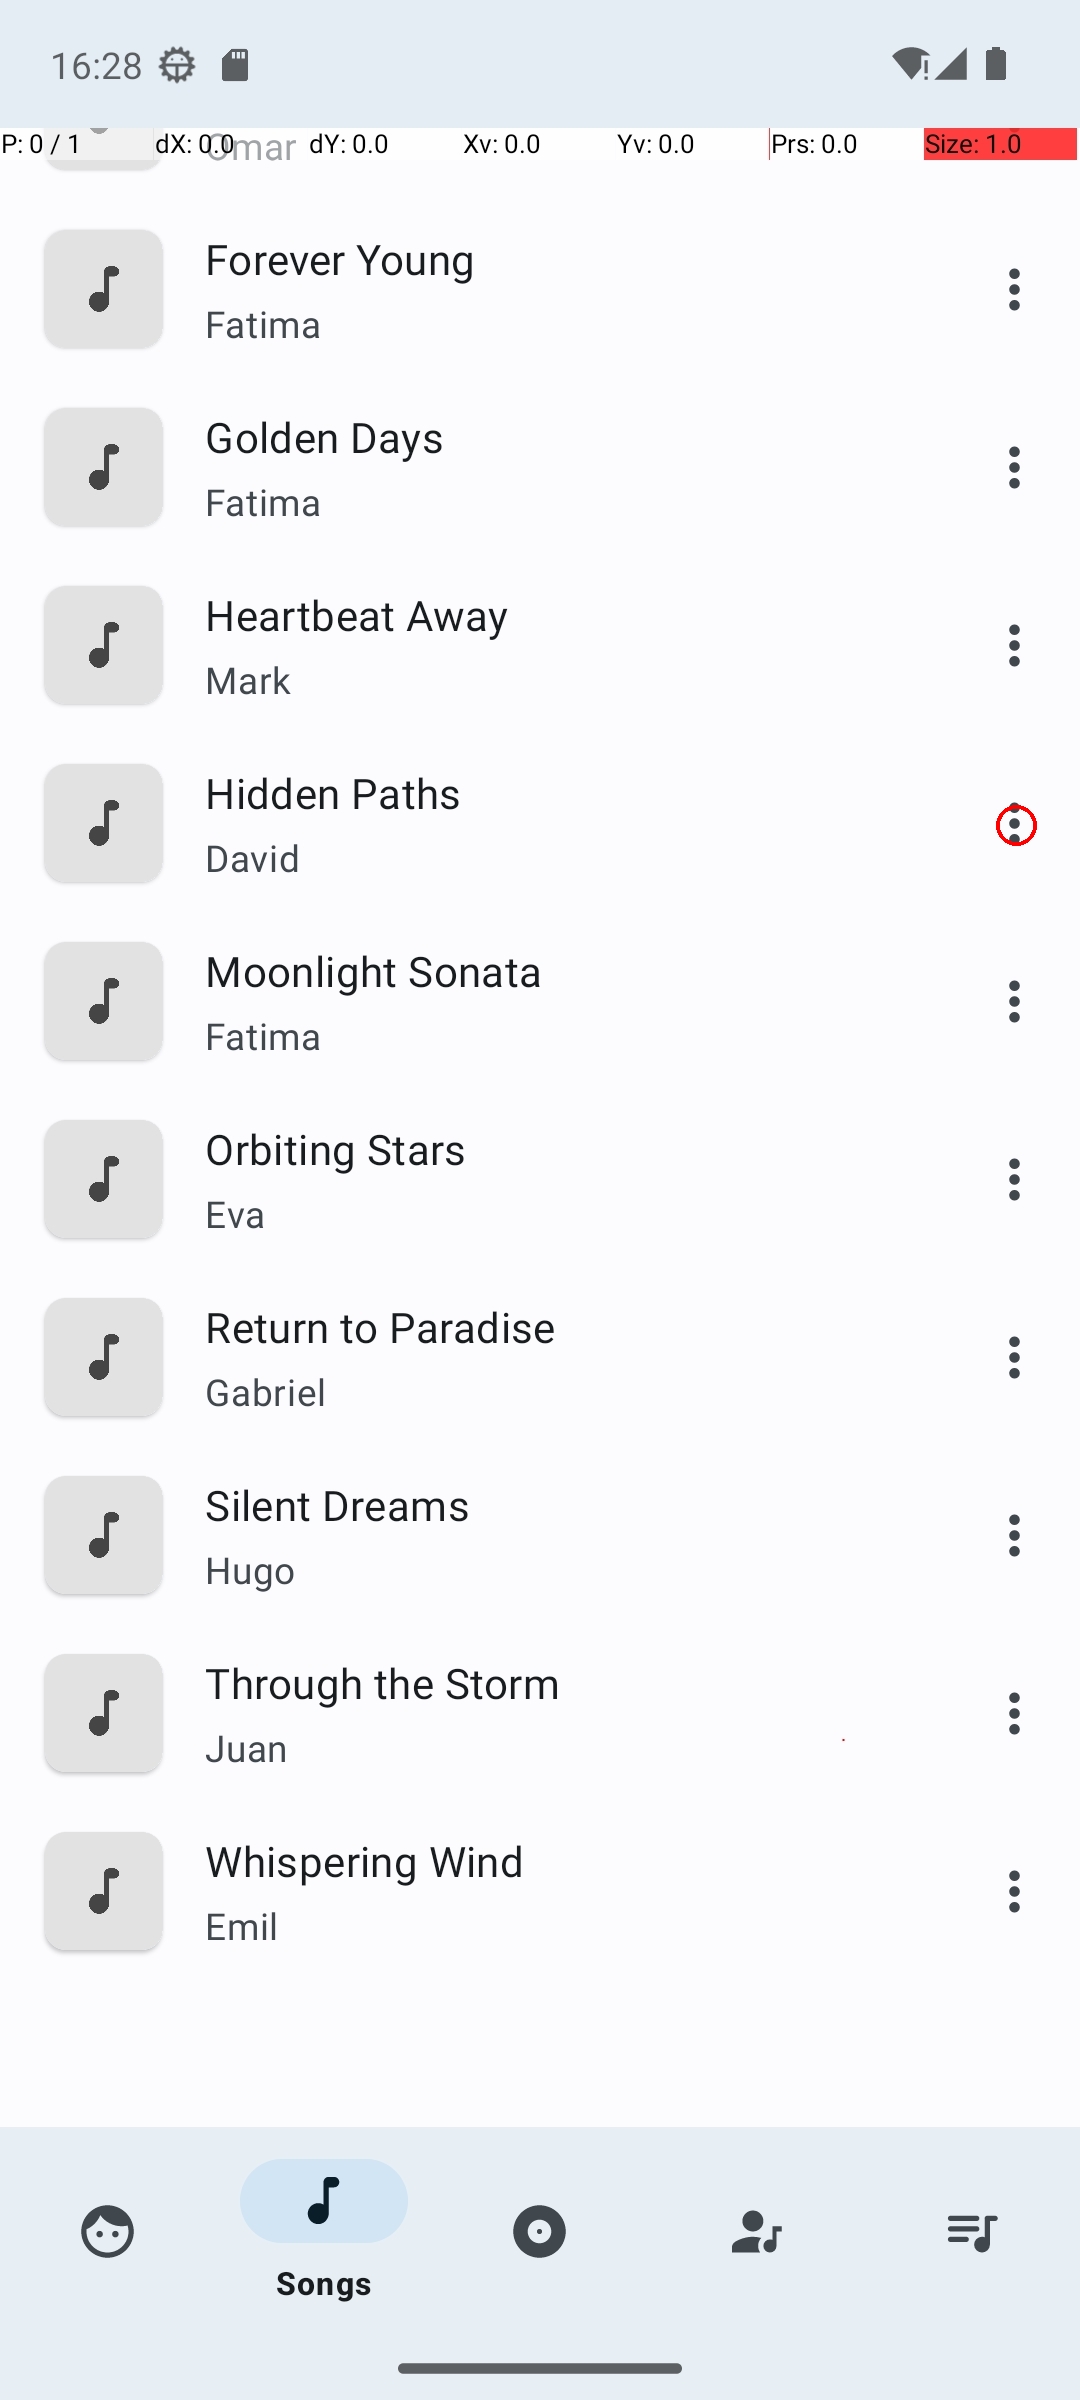 16:28
P: 0 / 1 dX: 0.0 dY: 0.0 Xv: 0.0 Yv: 0.0 Prs: 0.0 Size: 1.0
Omar
Forever Young
Fatima
Golden Days
Fatima
Heartbeat Away
Mark
Hidden Paths
David
Moonlight Sonata
Fatima
Orbiting Stars
Eva
Return to Paradise
Gabriel
Silent Dreams
Hugo
Through the Storm
Juan
Whispering Wind
Emil
Songs